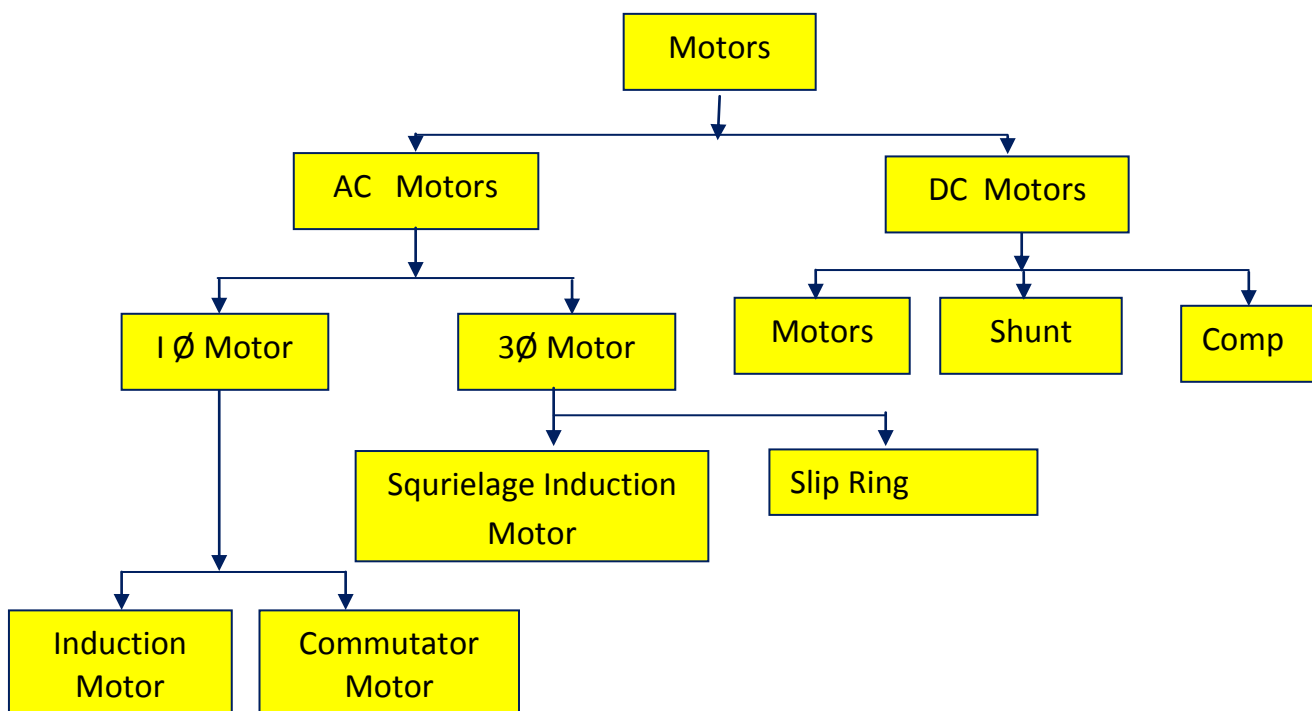 Motors
AC Motors
DC Motors
I Ø Motor
3Ø Motor
Motors
Shunt
Comp
Squrielage Induction
Motor
Slip Ring
Induction
Motor
Commutator
Motor